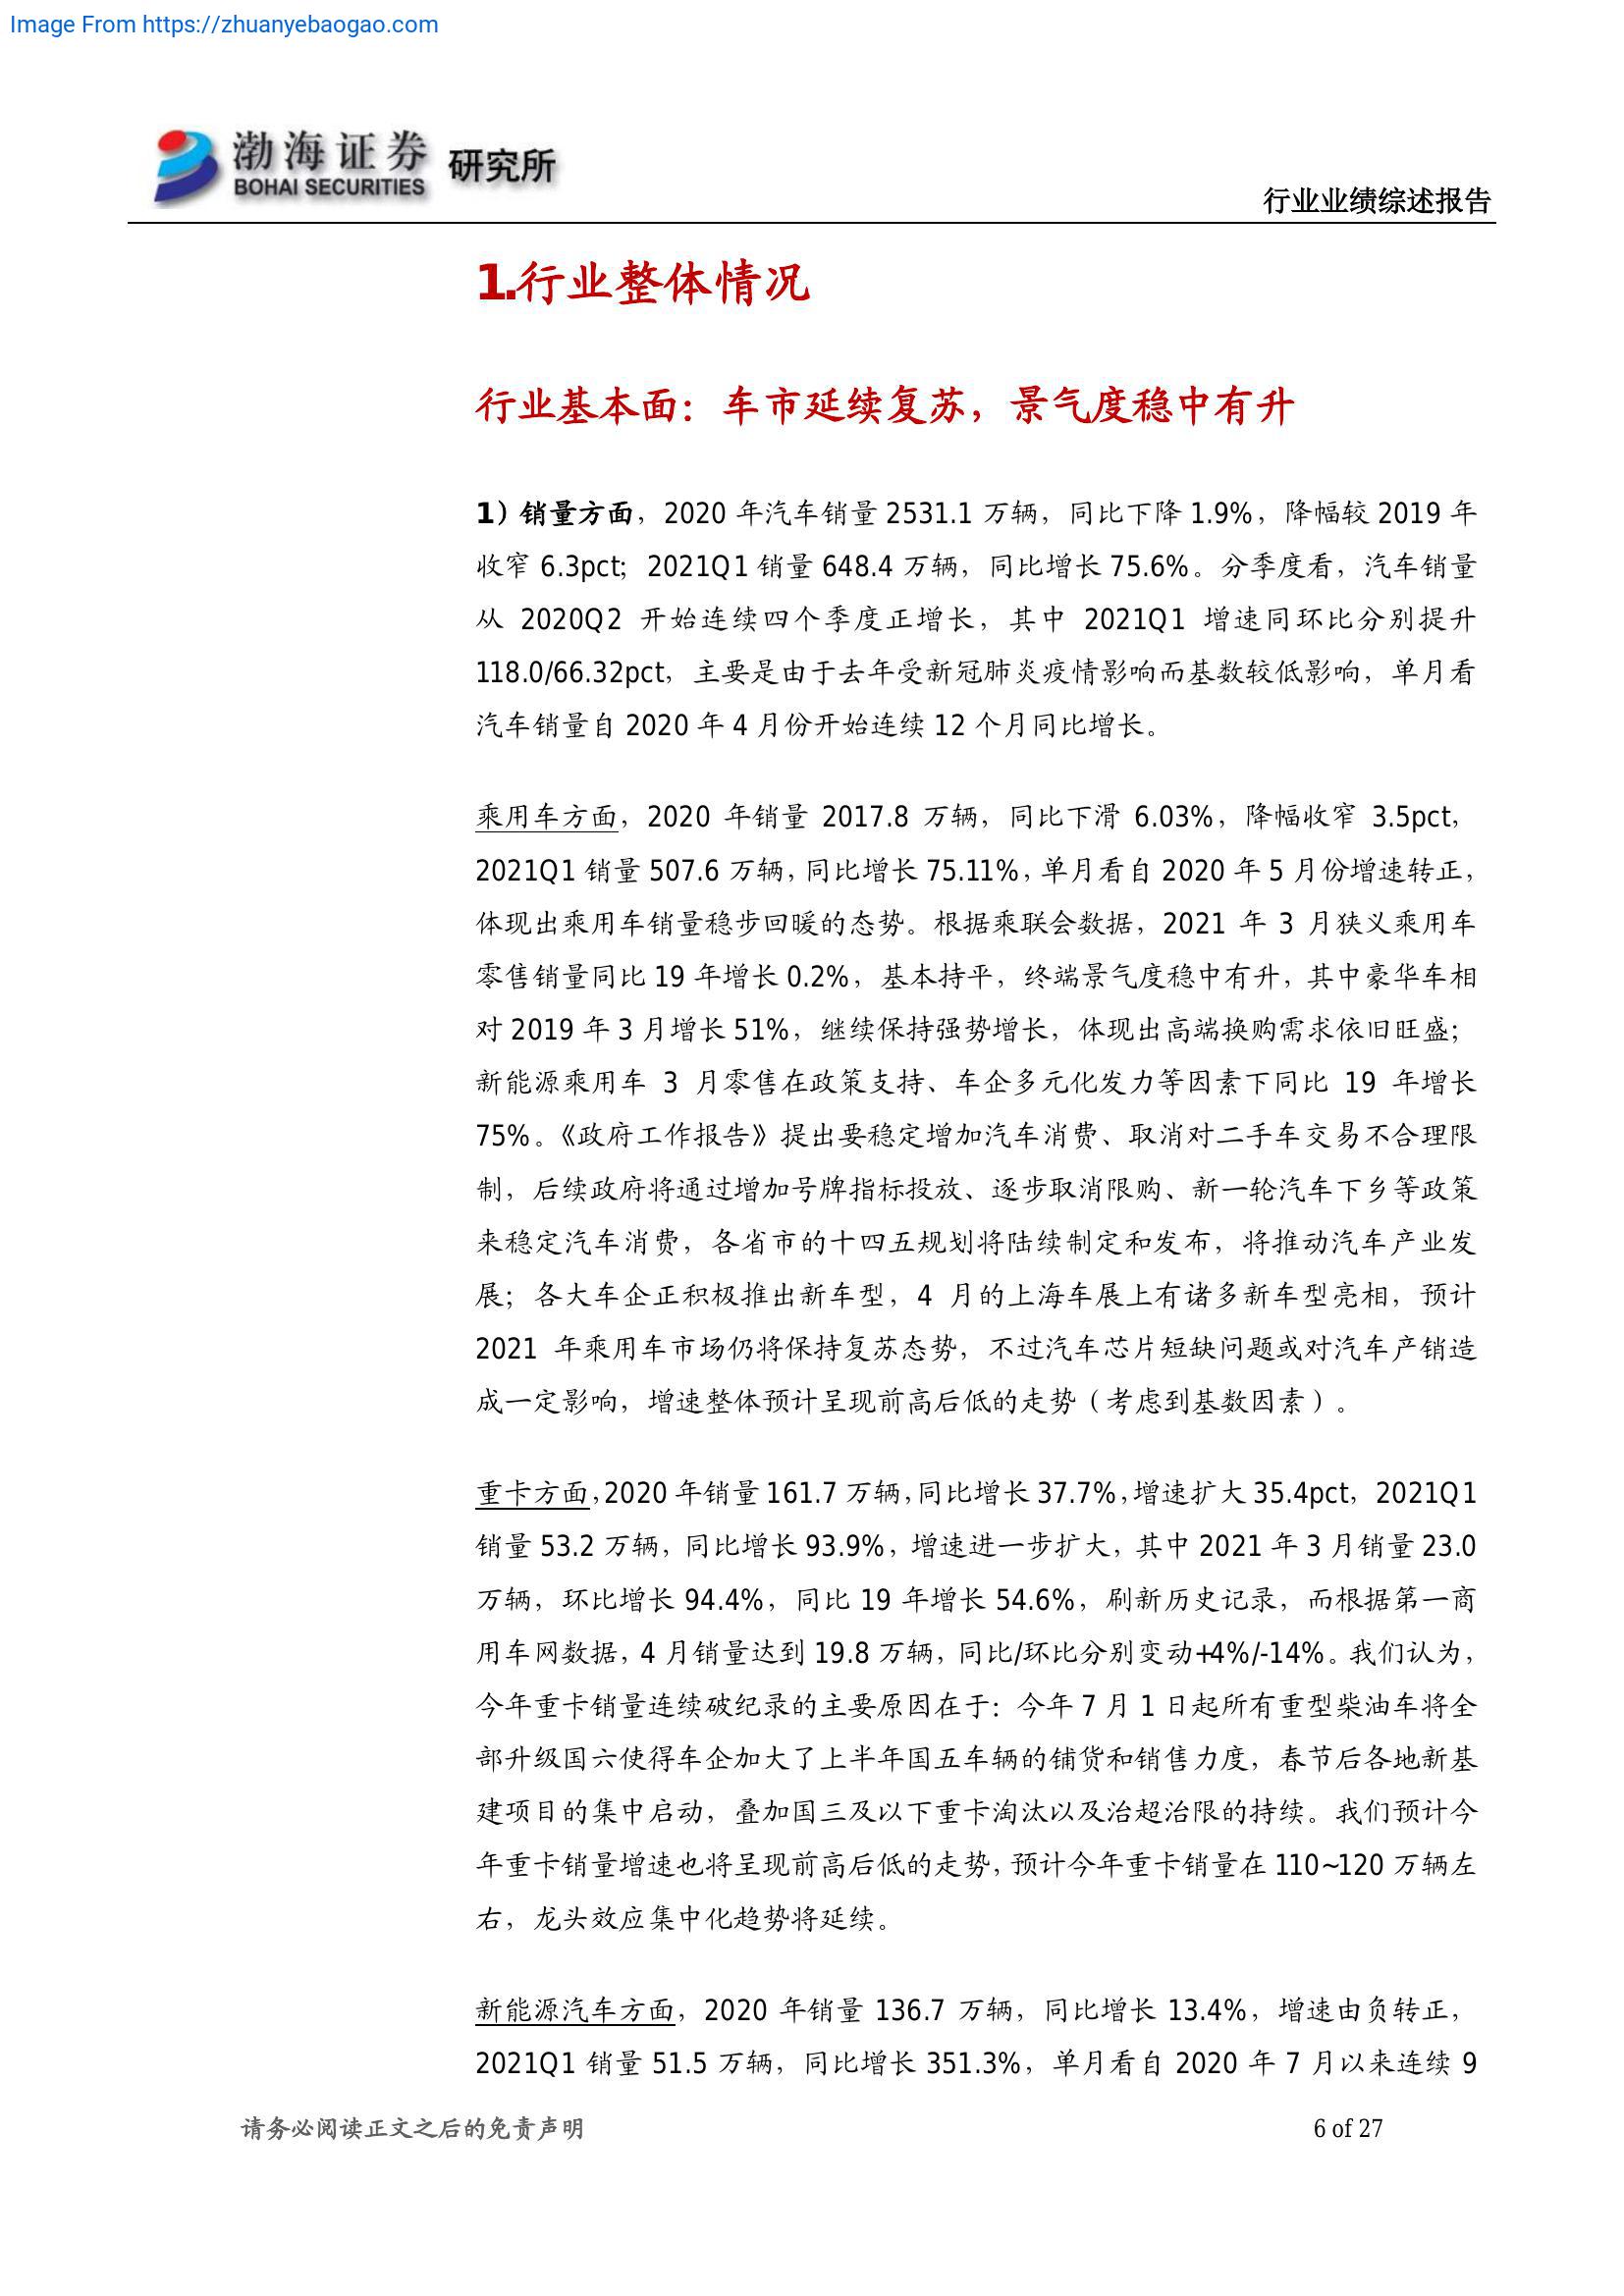 Image From https://zhuanyebaogao.com
渤海证券 研究所
BOHAI SECURITIES
行业业绩综述报告
1.行业整体情况
行业基本面：车市延续复苏，景气度稳中有升
1）销量方面，2020 年汽车销量 2531.1 万辆，同比下降 1.9%，降幅较 2019 年
收窄 6.3pct；2021Q1 销量 648.4 万辆，同比增长 75.6%。分季度看，汽车销量
从 2020Q2 开始连续四个季度正增长，其中 2021Q1 增速同环比分别提升
118.0/66.32pct，主要是由于去年受新冠肺炎疫情影响而基数较低影响，单月看
汽车销量自 2020 年 4 月份开始连续 12 个月同比增长。
乘用车方面，2020 年销量 2017.8 万辆，同比下滑 6.03%，降幅收窄 3.5pct，
2021Q1 销量 507.6 万辆，同比增长 75.11%，单月看自 2020 年 5 月份增速转正，
体现出乘用车销量稳步回暖的态势。根据乘联会数据，2021 年 3 月狭义乘用车
零售销量同比 19 年增长 0.2%，基本持平，终端景气度稳中有升，其中豪华车相
对 2019 年 3 月增长 51%，继续保持强势增长，体现出高端换购需求依旧旺盛；
新能源乘用车 3 月零售在政策支持、车企多元化发力等因素下同比 19 年增长
75%。《政府工作报告》提出要稳定增加汽车消费、取消对二手车交易不合理限
制，后续政府将通过增加号牌指标投放、逐步取消限购、新一轮汽车下乡等政策
来稳定汽车消费，各省市的十四五规划将陆续制定和发布，将推动汽车产业发
展；各大车企正积极推出新车型，4 月的上海车展上有诸多新车型亮相，预计
2021 年乘用车市场仍将保持复苏态势，不过汽车芯片短缺问题或对汽车产销造
成一定影响，增速整体预计呈现前高后低的走势（考虑到基数因素）。
重卡方面，2020 年销量 161.7 万辆，同比增长 37.7%，增速扩大 35.4pct，2021Q1
销量 53.2 万辆，同比增长 93.9%，增速进一步扩大，其中 2021 年 3 月销量 23.0
万辆，环比增长 94.4%，同比 19 年增长 54.6%，刷新历史记录，而根据第一商
用车网数据，4 月销量达到 19.8 万辆，同比/环比分别变动+4%/-14%。我们认为，
今年重卡销量连续破纪录的主要原因在于：今年 7 月 1 日起所有重型柴油车将全
部升级国六使得车企加大了上半年国五车辆的铺货和销售力度，春节后各地新基
建项目的集中启动，叠加国三及以下重卡淘汰以及治超治限的持续。我们预计今
年重卡销量增速也将呈现前高后低的走势，预计今年重卡销量在 110~120 万辆左
右，龙头效应集中化趋势将延续。
新能源汽车方面，2020 年销量 136.7 万辆，同比增长 13.4%，增速由负转正，
2021Q1 销量 51.5 万辆，同比增长 351.3%，单月看自 2020 年 7 月以来连续 9
请务必阅读正文之后的免责声明
6 of 27